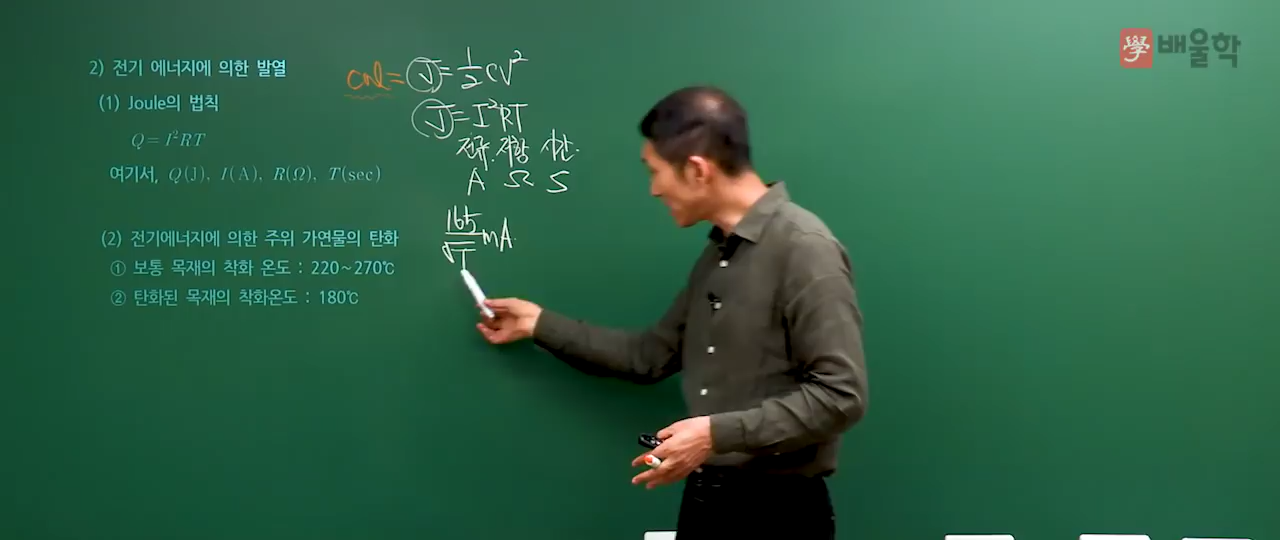 學 배울학
2) 전기 에너지에 의한 발열
(1) Joule의 법칙
Q = I²RT
여기서, Q(J), I(A), R(Ω), T(sec)
(2) 전기에너지에 의한 주위 가연물의 탄화
① 보통 목재의 착화 온도 : 220~270℃
② 탄화된 목재의 착화온도 : 180℃
= J = 1/2 CV²
J = I²RT
전류. 저항 시간.
A Ω S
165/√T mA.